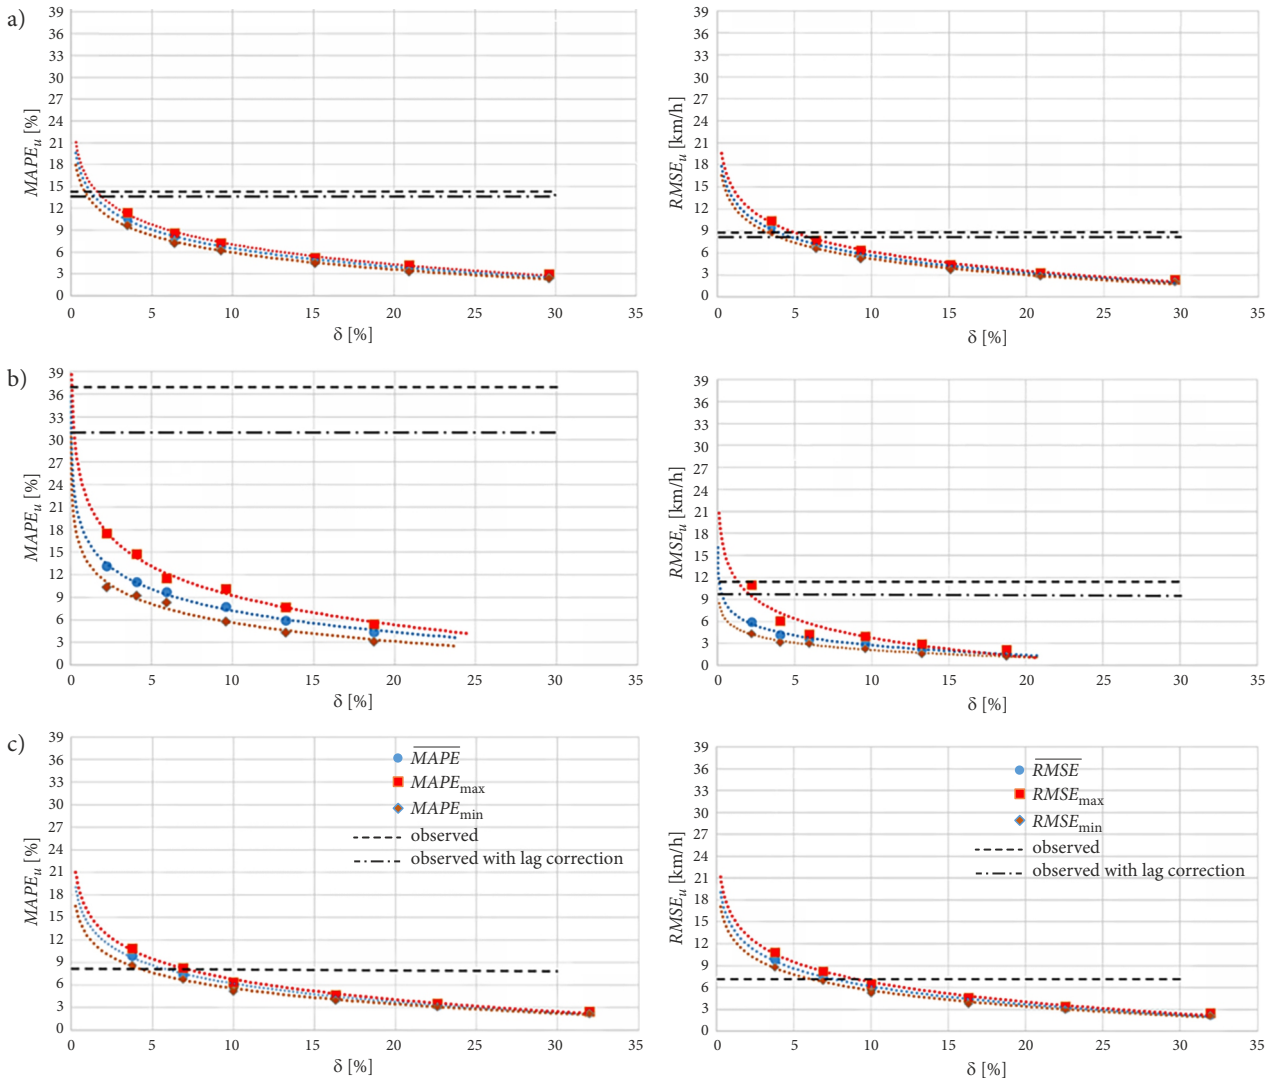 a)
MAPEu [%]
39
36
33
30
27
24
21
18
15
12
9
6
3
0
0 5 10 15 20 25 30 35
δ [%]
RMSEu [km/h]
39
36
33
30
27
24
21
18
15
12
9
6
3
0
0 5 10 15 20 25 30 35
δ [%]
b)
MAPEu [%]
39
36
33
30
27
24
21
18
15
12
9
6
3
0
0 5 10 15 20 25 30 35
δ [%]
RMSEu [km/h]
39
36
33
30
27
24
21
18
15
12
9
6
3
0
0 5 10 15 20 25 30 35
δ [%]
c)
MAPEu [%]
39
36
33
30
27
24
21
18
15
12
9
6
3
0
0 5 10 15 20 25 30 35
δ [%]
MAPE
MAPEmax
MAPEmin
observed
observed with lag correction
RMSEu [km/h]
39
36
33
30
27
24
21
18
15
12
9
6
3
0
0 5 10 15 20 25 30 35
δ [%]
RMSE
RMSEmax
RMSEmin
observed
observed with lag correction